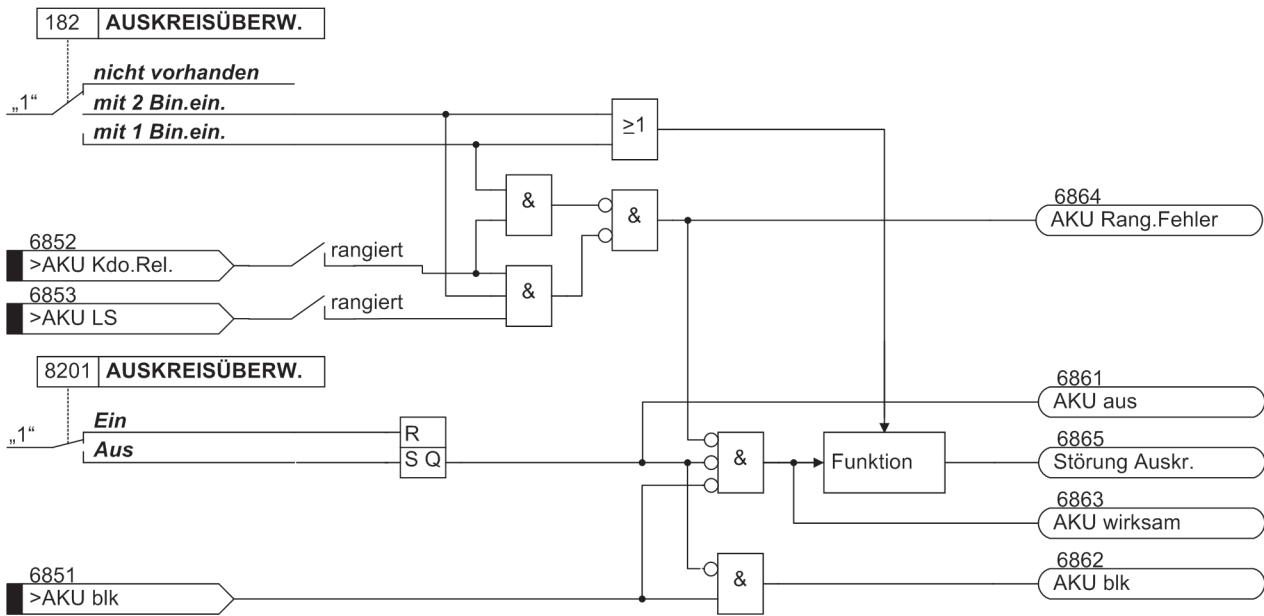 182 AUSKREISÜBERW.
nicht vorhanden
„1“
mit 2 Bin.ein.
mit 1 Bin.ein.
≥1
&
&
6864
AKU Rang.Fehler
6852
>AKU Kdo.Rel.
rangiert
&
6853
>AKU LS
rangiert
8201 AUSKREISÜBERW.
6861
AKU aus
„1“
Ein
Aus
R
S Q
&
Funktion
6865
Störung Auskr.
6863
AKU wirksam
6851
>AKU blk
&
6862
AKU blk